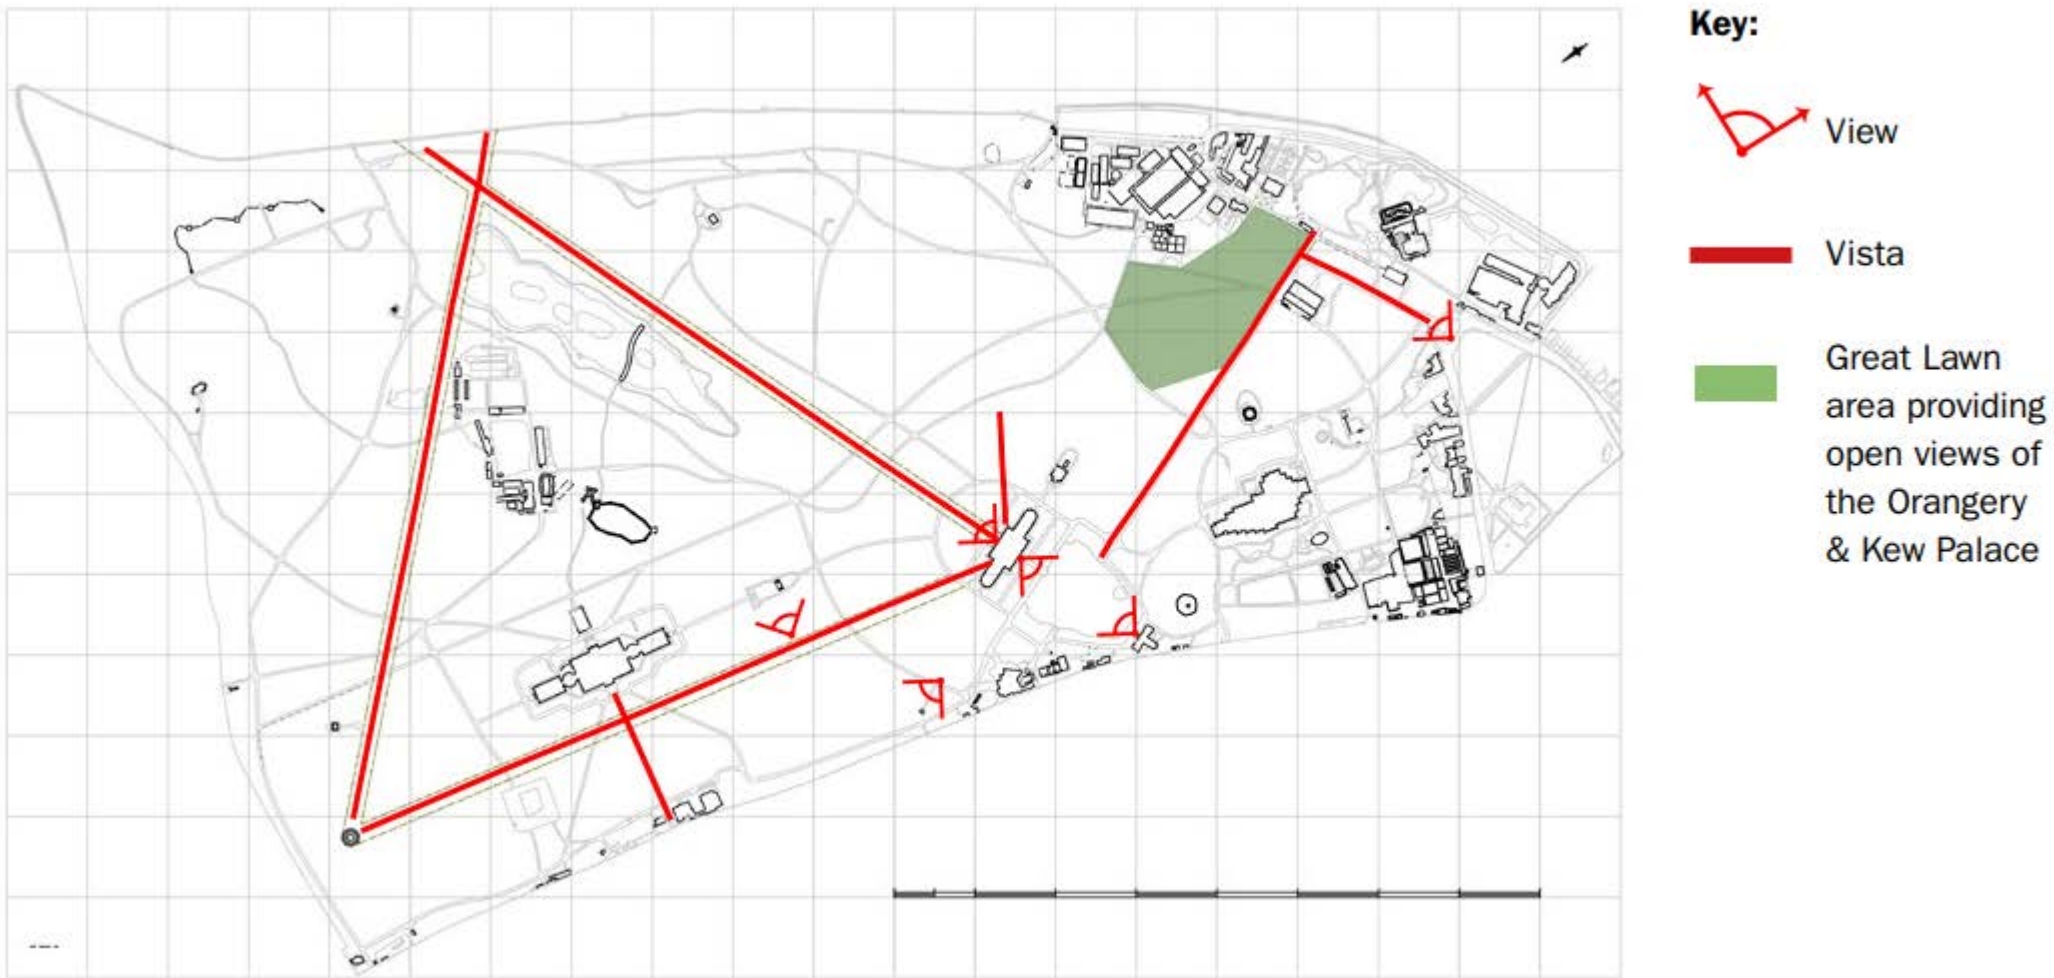 Key:
View
Vista
Great Lawn
area providing
open views of
the Orangery
& Kew Palace